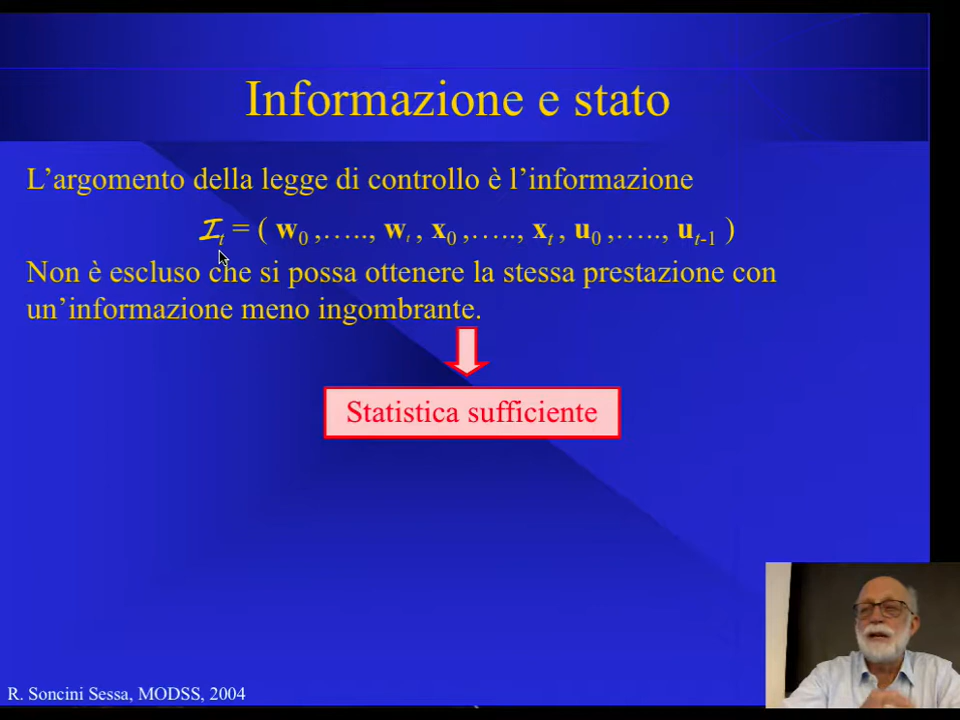 Informazione e stato
L'argomento della legge di controllo è l'informazione
ℐt = ( w0 ,….., wt , x0 ,….., xt , u0 ,….., ut-1 )
Non è escluso che si possa ottenere la stessa prestazione con
un'informazione meno ingombrante.
Statistica sufficiente
R. Soncini Sessa, MODSS, 2004